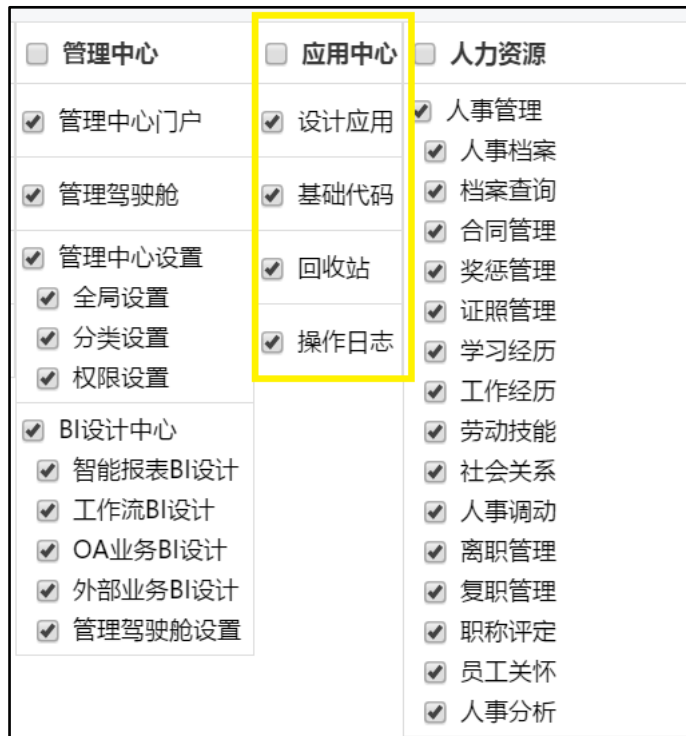 管理中心
管理中心门户
管理驾驶舱
管理中心设置
全局设置
分类设置
权限设置
BI设计中心
智能报表BI设计
工作流BI设计
OA业务BI设计
外部业务BI设计
管理驾驶舱设置
应用中心
设计应用
基础代码
回收站
操作日志
人力资源
人事管理
人事档案
档案查询
合同管理
奖惩管理
证照管理
学习经历
工作经历
劳动技能
社会关系
人事调动
离职管理
复职管理
职称评定
员工关怀
人事分析